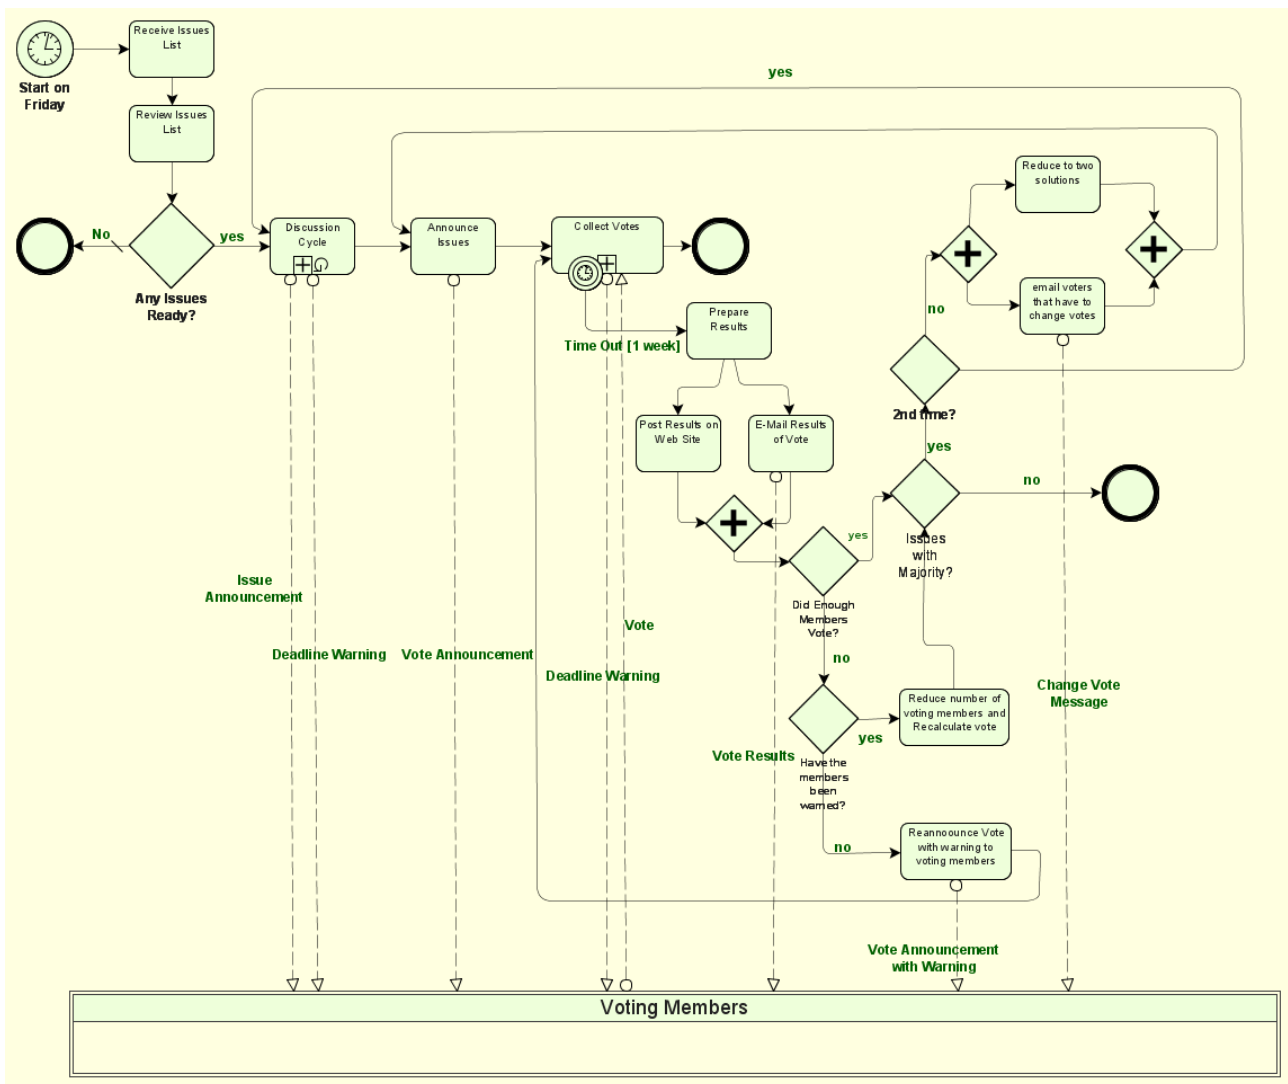 Receive Issues
List
Start on
Friday
yes
Review Issues
List
Reduce to two
solutions
No
yes
Discussion
Cycle
Announce
Issues
Collect Votes
Any Issues
Ready?
email voters
that have to
change votes
no
Prepare
Results
Time Out [1 week]
2nd time?
Post Results on
Web Site
E-Mail Results
of Vote
yes
no
yes
Issues
with
Majority?
Issue
Announcement
Did Enough
Members
Vote?
Vote
Deadline Warning
Vote Announcement
no
Deadline Warning
Change Vote
Message
Reduce number of
voting members and
Recalculate vote
yes
Vote Results
Have the
members
been
warned?
Reannoounce Vote
with warning to
voting members
no
Vote Announcement
with Warning
Voting Members